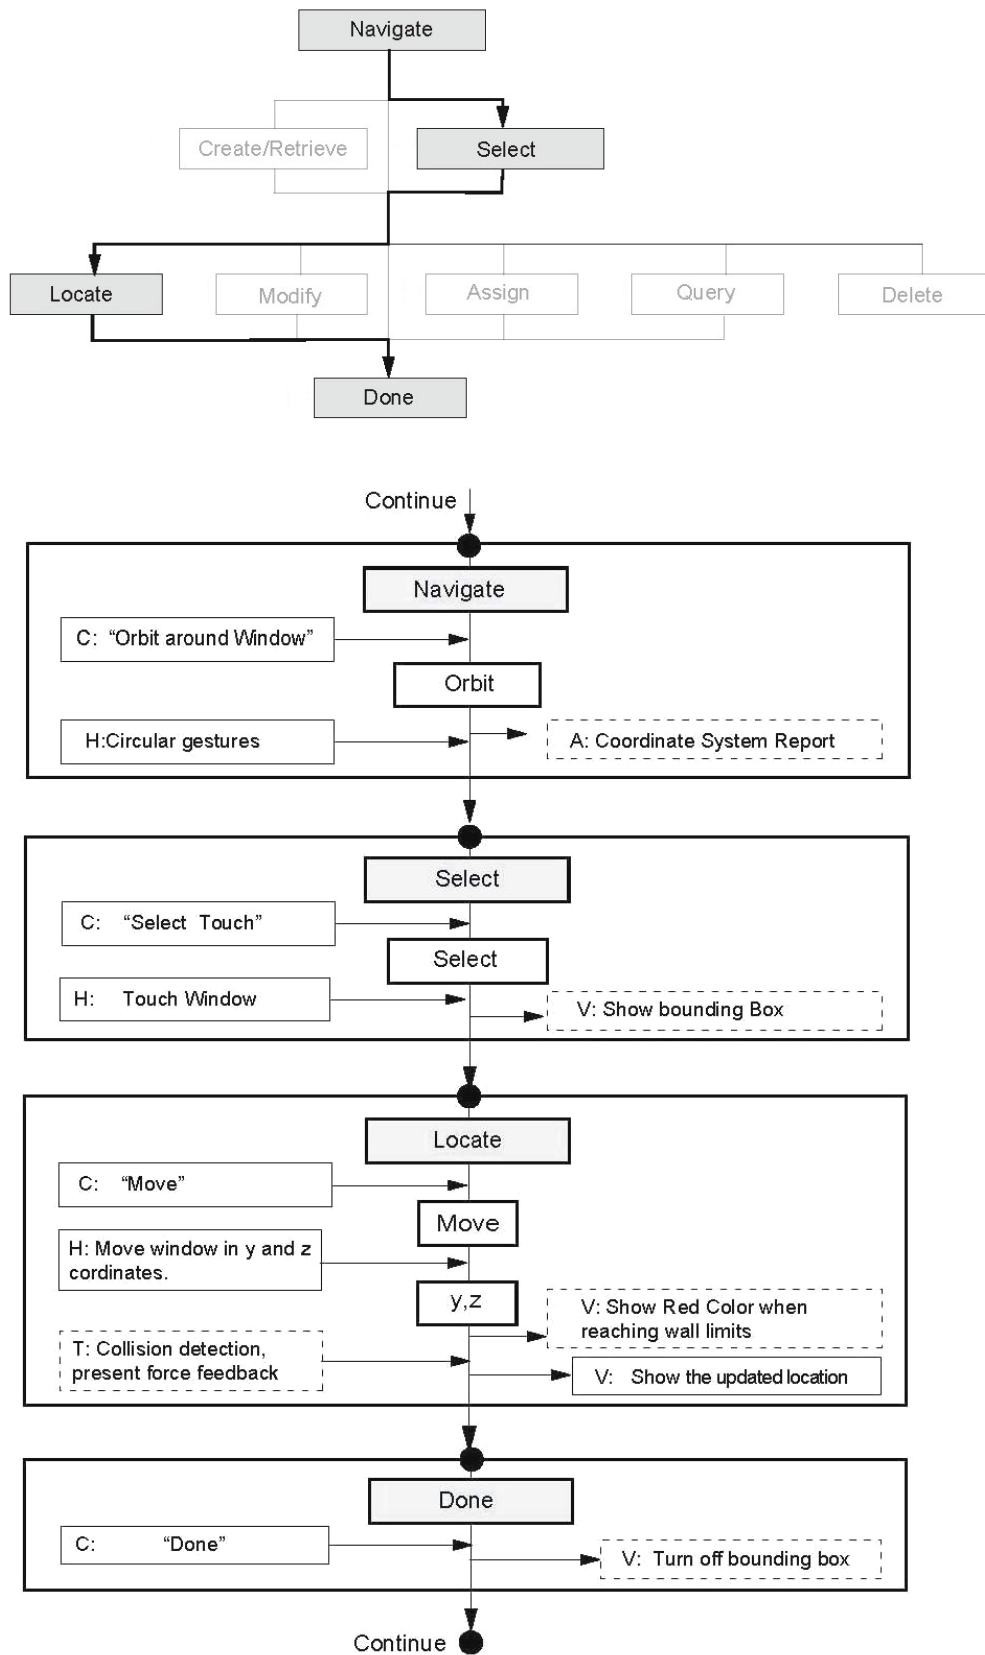 Navigate
Create/Retrieve
Select
Locate
Modify
Assign
Query
Delete
Done
Continue
Navigate
C: “Orbit around Window”
Orbit
H:Circular gestures
A: Coordinate System Report
Select
C: “Select Touch”
Select
H: Touch Window
V: Show bounding Box
Locate
C: “Move”
Move
H: Move window in y and z
cordinates.
y,z
V: Show Red Color when
reaching wall limits
T: Collision detection,
present force feedback
V: Show the updated location
Done
C: “Done”
V: Turn off bounding box
Continue